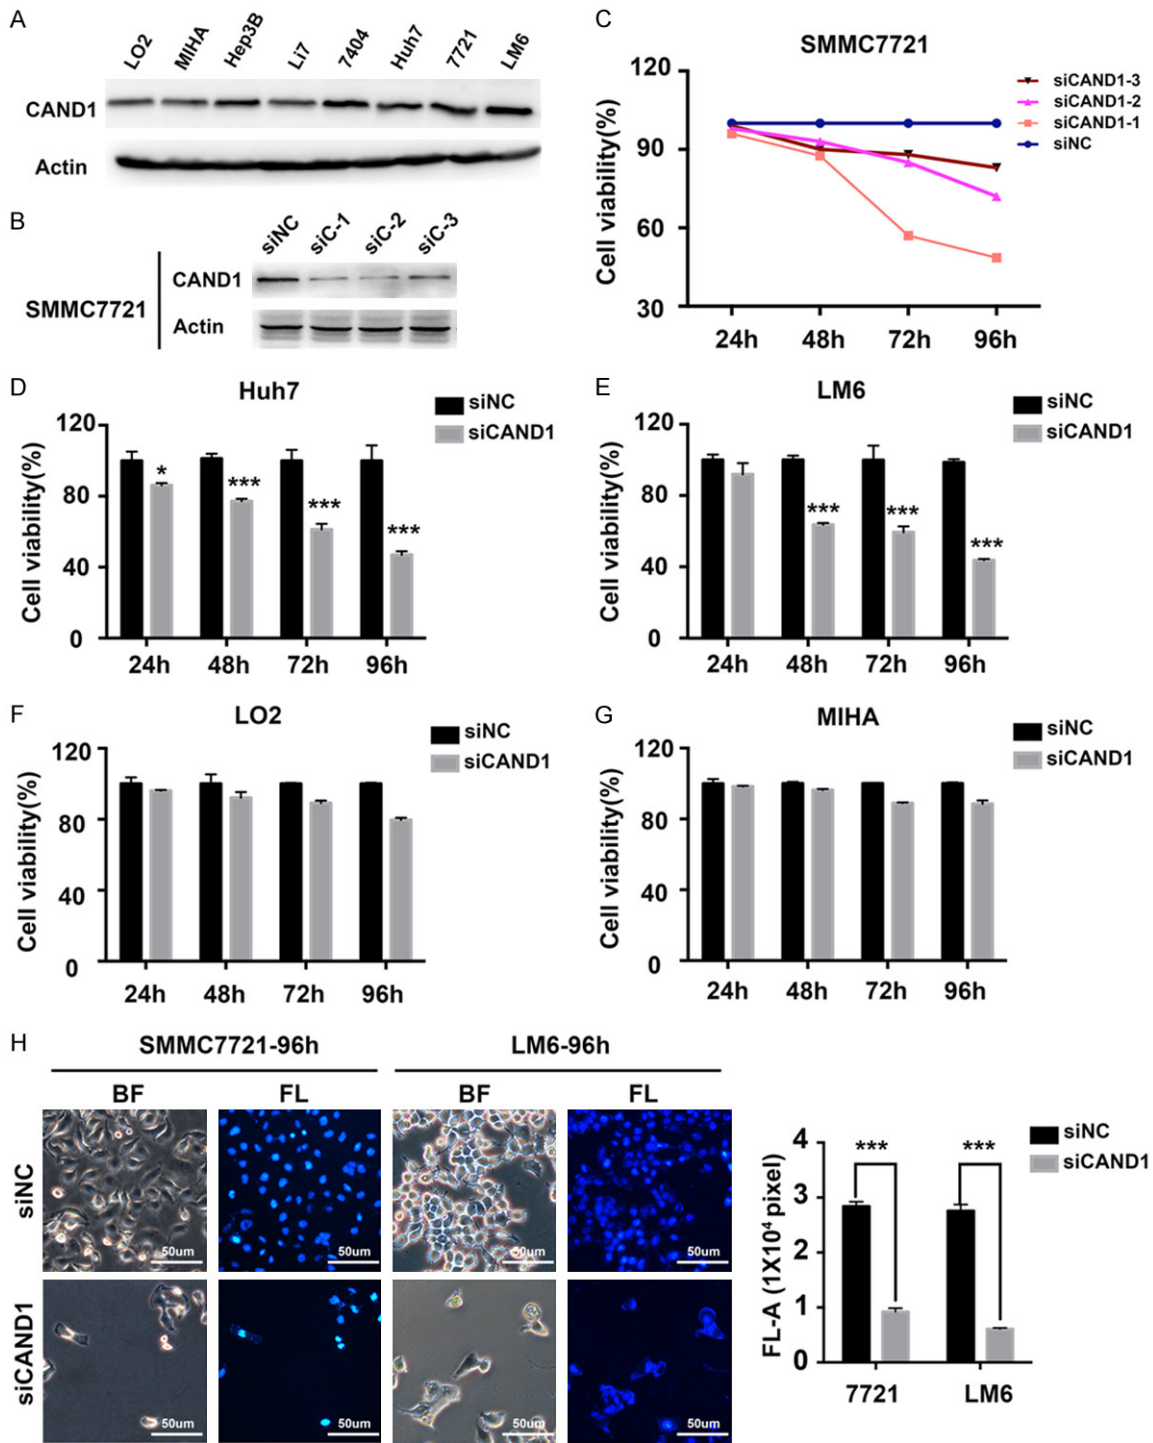 A
LO2 MIHA Hep3B Li7 7404 Huh7 7721 LM6
CAND1
Actin
B
siNC siC-1 siC-2 siC-3
SMMC7721
CAND1
Actin
C
SMMC7721
Cell viability(%)
120
90
60
30
24h 48h 72h 96h
siCAND1-3
siCAND1-2
siCAND1-1
siNC
D
Huh7
siNC
siCAND1
Cell viability(%)
120
80
40
0
* *** *** ***
24h 48h 72h 96h
E
LM6
siNC
siCAND1
Cell viability(%)
120
80
40
0
*** *** ***
24h 48h 72h 96h
F
LO2
siNC
siCAND1
Cell viability(%)
120
80
40
0
24h 48h 72h 96h
G
MIHA
siNC
siCAND1
Cell viability(%)
120
80
40
0
24h 48h 72h 96h
H
SMMC7721-96h LM6-96h
BF FL BF FL
siNC
50um 50um 50um 50um
siCAND1
50um 50um 50um 50um
siNC
siCAND1
FL-A (1X10⁴ pixel)
4
3
2
1
0
*** ***
7721 LM6